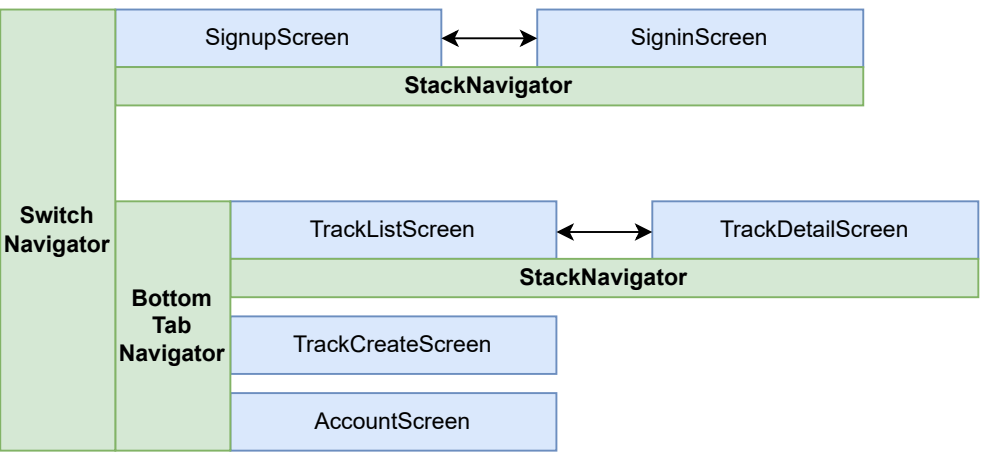 SignupScreen
SigninScreen
StackNavigator
Switch
Navigator
TrackListScreen
TrackDetailScreen
StackNavigator
Bottom
Tab
Navigator
TrackCreateScreen
AccountScreen